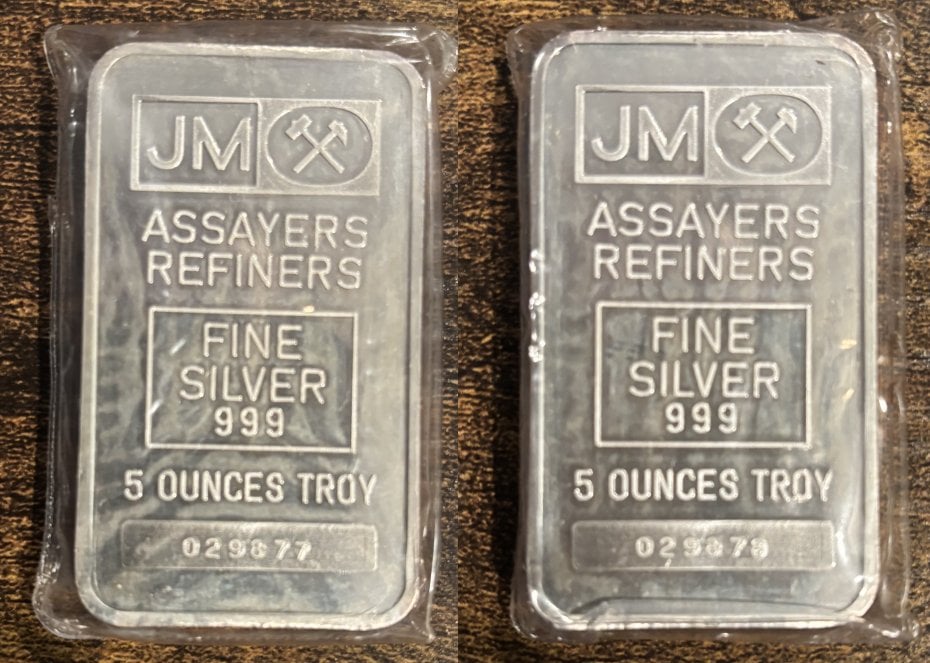 JM
ASSAYERS
REFINERS
FINE
SILVER
999
5 OUNCES TROY
029877
JM
ASSAYERS
REFINERS
FINE
SILVER
999
5 OUNCES TROY
029878